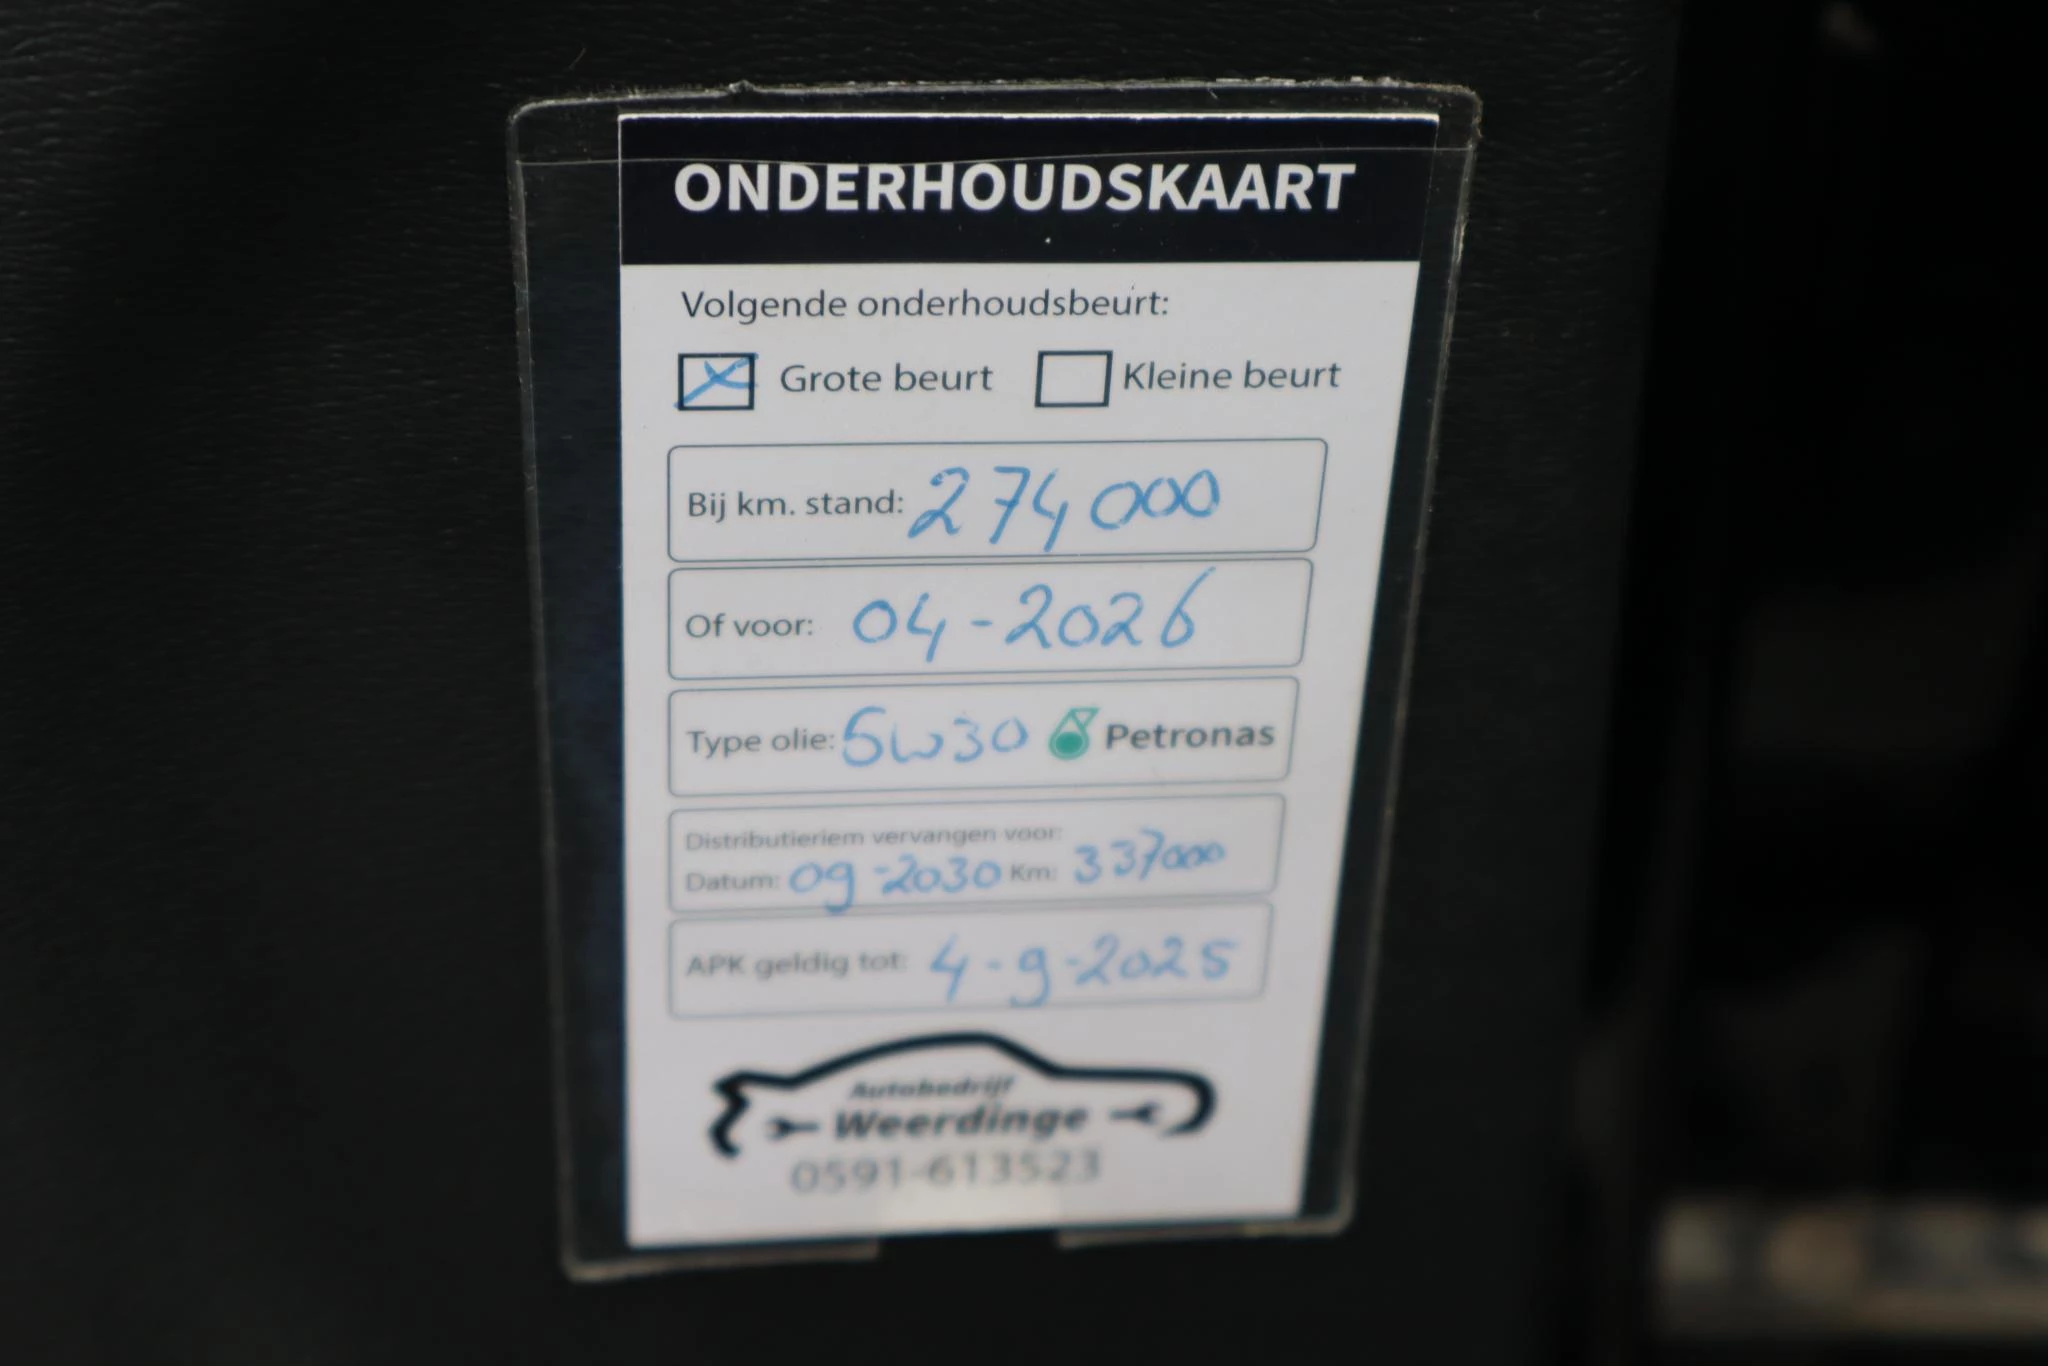 ONDERHOUDSKAART
Volgende onderhoudsbeurt:
Grote beurt Kleine beurt
Bij km. stand: 274000
Of voor: 04-2026
Type olie: 5W30 Petronas
Distributieriem vervangen voor:
Datum: 09-2030 Km: 337000
APK geldig tot: 4-9-2025
Autobedrijf
Weerdinge
0591-613523